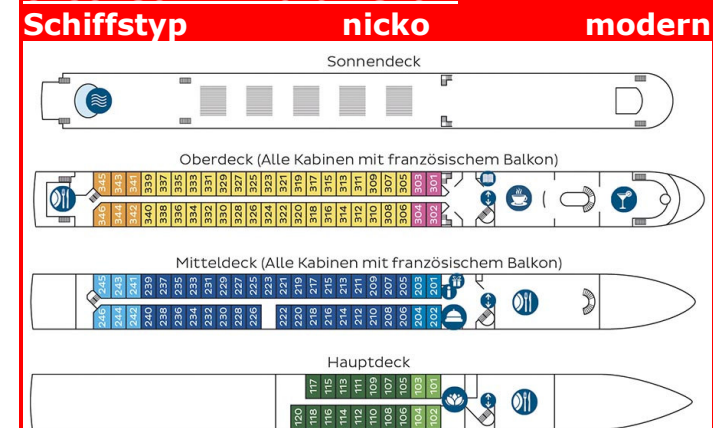 Schiffstyp nicko modern
Sonnendeck
Oberdeck (Alle Kabinen mit französischem Balkon)
345 343 341 339 337 335 333 331 329 327 325 323 321 319 317 315 313 311 309 307 305 303 301
346 344 342 340 338 336 334 332 330 328 326 324 322 320 318 316 314 312 310 308 306 304 302
Mitteldeck (Alle Kabinen mit französischem Balkon)
245 243 241 239 237 235 233 231 229 227 225 223 221 219 217 215 213 211 209 207 205 203 201
246 244 242 240 238 236 234 232 230 228 226 222 220 218 216 214 212 210 208 206 204 202
Hauptdeck
117 115 113 111 109 107 105 103 101
120 118 116 114 112 110 108 106 104 102